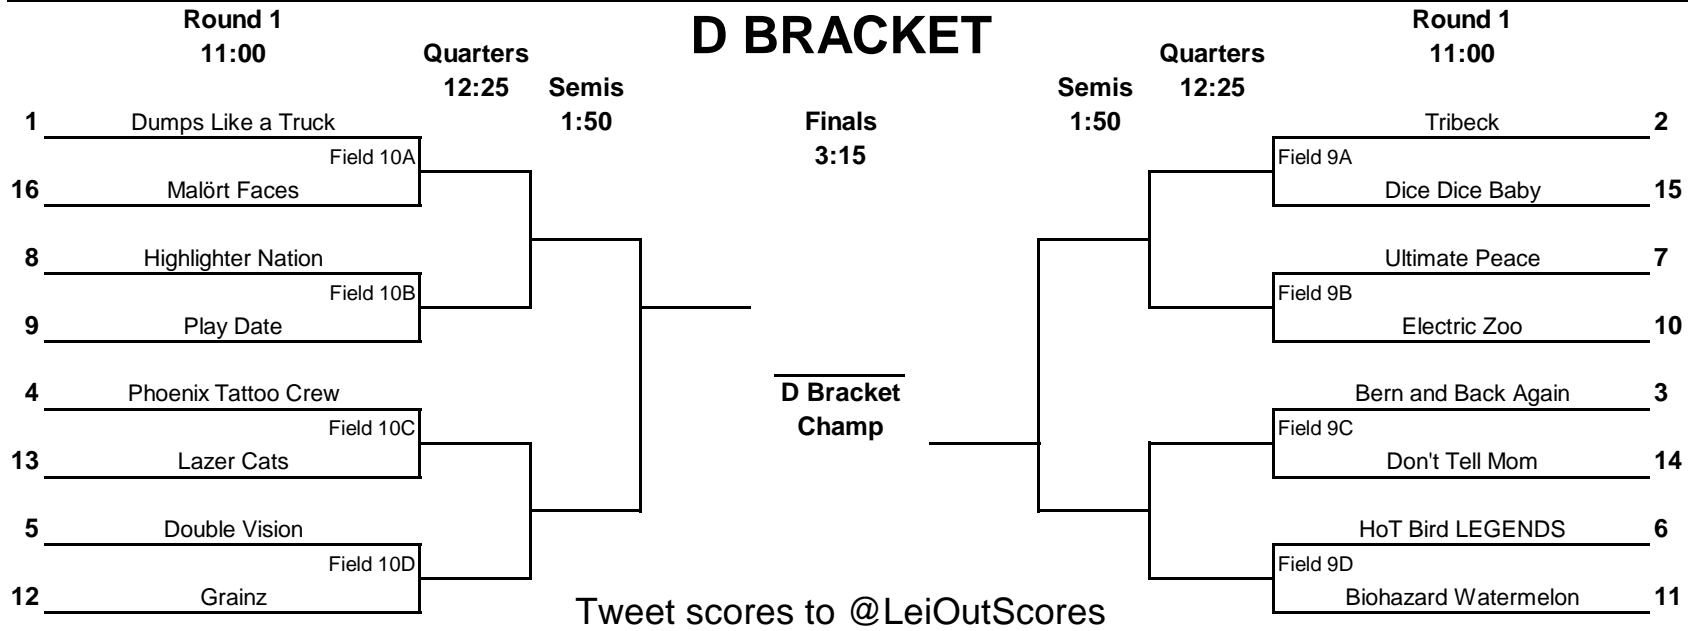 D BRACKET
Round 1
11:00
Quarters
12:25
Semis
1:50
Finals
3:15
Semis
1:50
Quarters
12:25
Round 1
11:00
1 Dumps Like a Truck
Field 10A
16 Malört Faces
8 Highlighter Nation
Field 10B
9 Play Date
4 Phoenix Tattoo Crew
Field 10C
13 Lazer Cats
5 Double Vision
Field 10D
12 Grainz
D Bracket
Champ
Tribeck 2
Field 9A
Dice Dice Baby 15
Ultimate Peace 7
Field 9B
Electric Zoo 10
Bern and Back Again 3
Field 9C
Don't Tell Mom 14
HoT Bird LEGENDS 6
Field 9D
Biohazard Watermelon 11
Tweet scores to @LeiOutScores